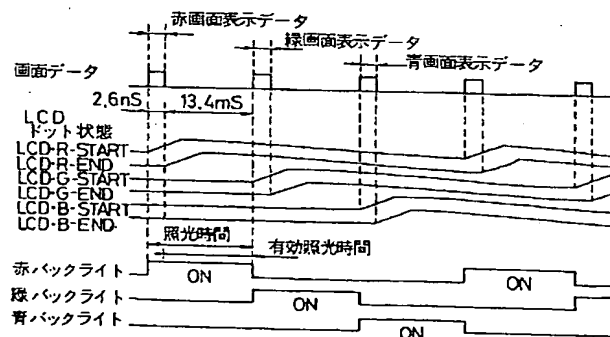 赤画面表示データ
緑画面表示データ
青画面表示データ
画面データ
2.6nS
13.4mS
LCD
ドット状態
LCD-R-START
LCD-R-END
LCD-G-START
LCD-G-END
LCD-B-START
LCD-B-END
照光時間
有効照光時間
赤バックライト
ON
ON
緑バックライト
ON
青バックライト
ON